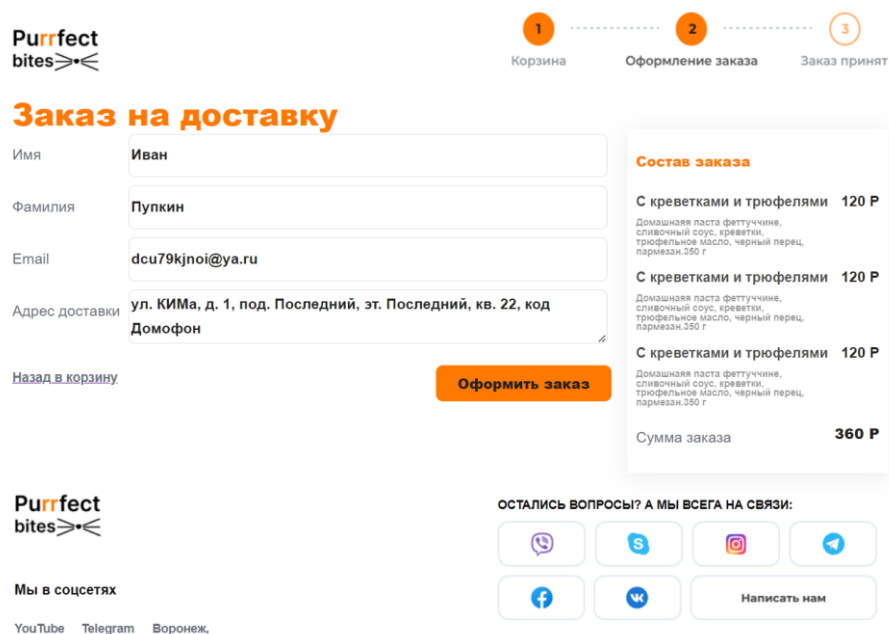 Purrfect
bites
1
2
3
Корзина
Оформление заказа
Заказ принят
Заказ на доставку
Имя
Иван
Фамилия
Пупкин
Email
dcu79kjnoi@ya.ru
Адрес доставки
ул. КИМа, д. 1, под. Последний, эт. Последний, кв. 22, код
Домофон
Назад в корзину
Оформить заказ
Состав заказа
С креветками и трюфелями 120 Р
Домашнаяя паста феттуччине,
сливочный соус, креветки,
трюфельное масло, черный перец,
пармезан.350 г
С креветками и трюфелями 120 Р
Домашнаяя паста феттуччине,
сливочный соус, креветки,
трюфельное масло, черный перец,
пармезан.350 г
С креветками и трюфелями 120 Р
Домашнаяя паста феттуччине,
сливочный соус, креветки,
трюфельное масло, черный перец,
пармезан.350 г
Сумма заказа 360 Р
Purrfect
bites
Мы в соцсетях
YouTube Telegram Воронеж,
ОСТАЛИСЬ ВОПРОСЫ? А МЫ ВСЕГА НА СВЯЗИ:
Написать нам